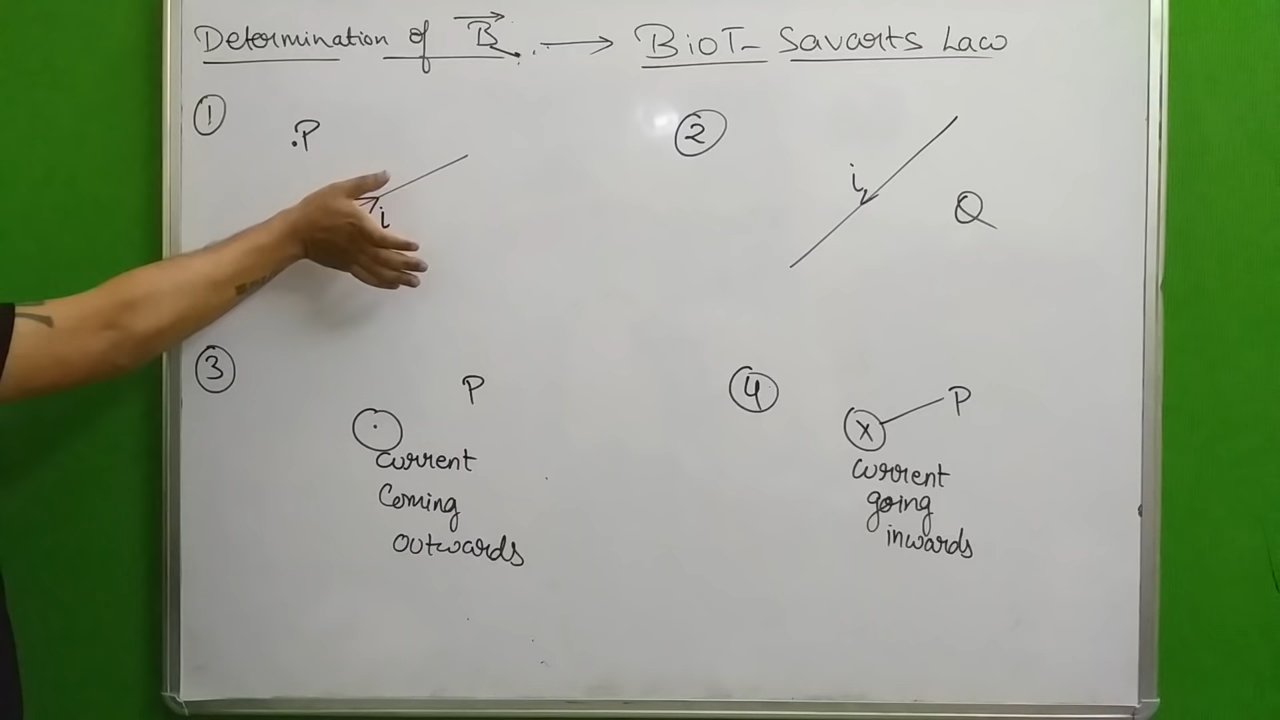 Determination of B → BioT- Savarts Law
①
.P
i
②
i
Q
③
P
current
Coming
outwards
④
X
P
current
going
inwards